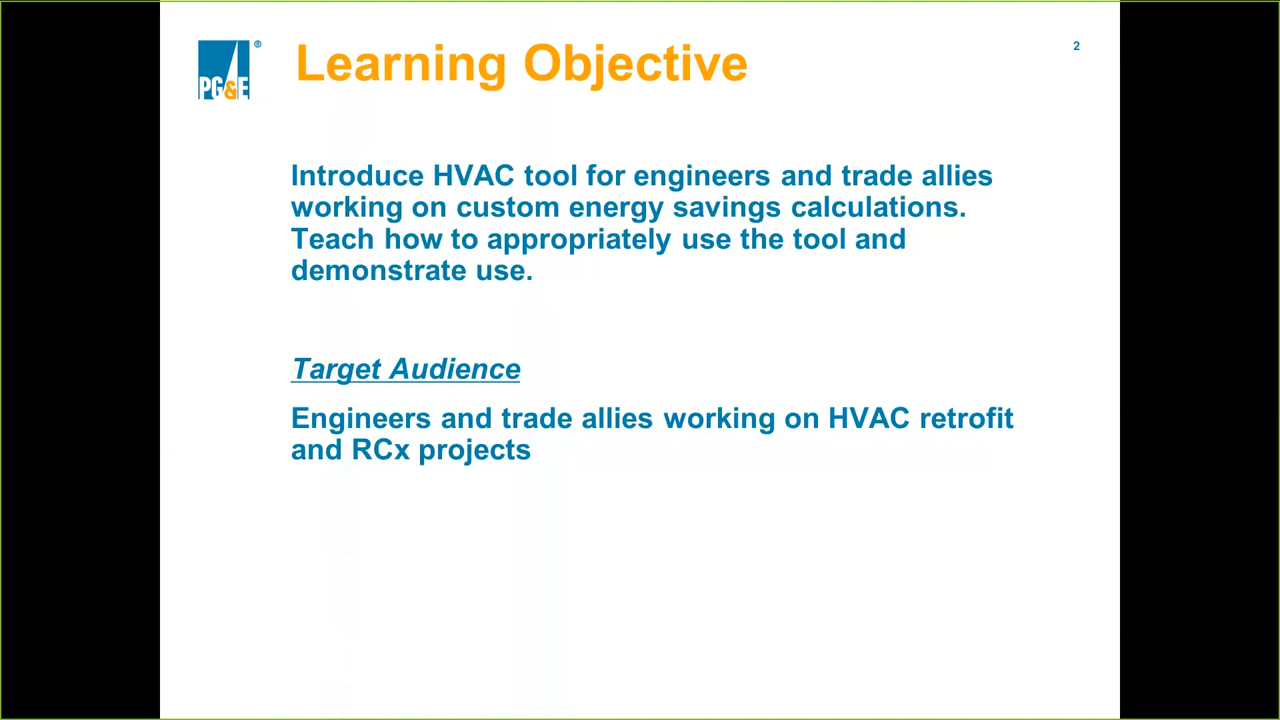 PG&E ®
Learning Objective
2
Introduce HVAC tool for engineers and trade allies
working on custom energy savings calculations.
Teach how to appropriately use the tool and
demonstrate use.
Target Audience
Engineers and trade allies working on HVAC retrofit
and RCx projects